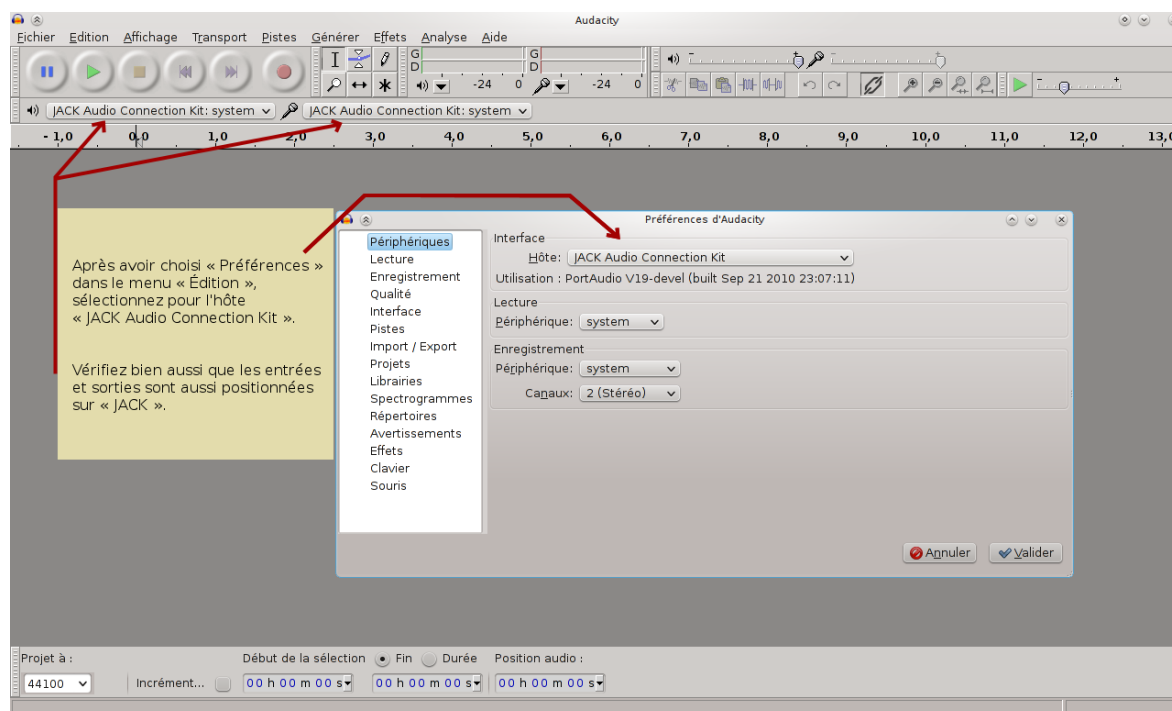 Audacity
Fichier Edition Affichage Transport Pistes Générer Effets Analyse Aide
G
D
-24 0
G
D
-24 0
JACK Audio Connection Kit: system
JACK Audio Connection Kit: system
- 1,0 0,0 1,0 2,0 3,0 4,0 5,0 6,0 7,0 8,0 9,0 10,0 11,0 12,0 13,0
Après avoir choisi « Préférences »
dans le menu « Édition »,
sélectionnez pour l'hôte
« JACK Audio Connection Kit ».
Vérifiez bien aussi que les entrées
et sorties sont aussi positionnées
sur « JACK ».
Préférences d'Audacity
Périphériques
Lecture
Enregistrement
Qualité
Interface
Pistes
Import / Export
Projets
Librairies
Spectrogrammes
Répertoires
Avertissements
Effets
Clavier
Souris
Interface
Hôte: JACK Audio Connection Kit
Utilisation : PortAudio V19-devel (built Sep 21 2010 23:07:11)
Lecture
Périphérique: system
Enregistrement
Périphérique: system
Canaux: 2 (Stéréo)
Annuler Valider
Projet à : Début de la sélection Fin Durée Position audio :
44100 Incrément... 00 h 00 m 00 s 00 h 00 m 00 s 00 h 00 m 00 s